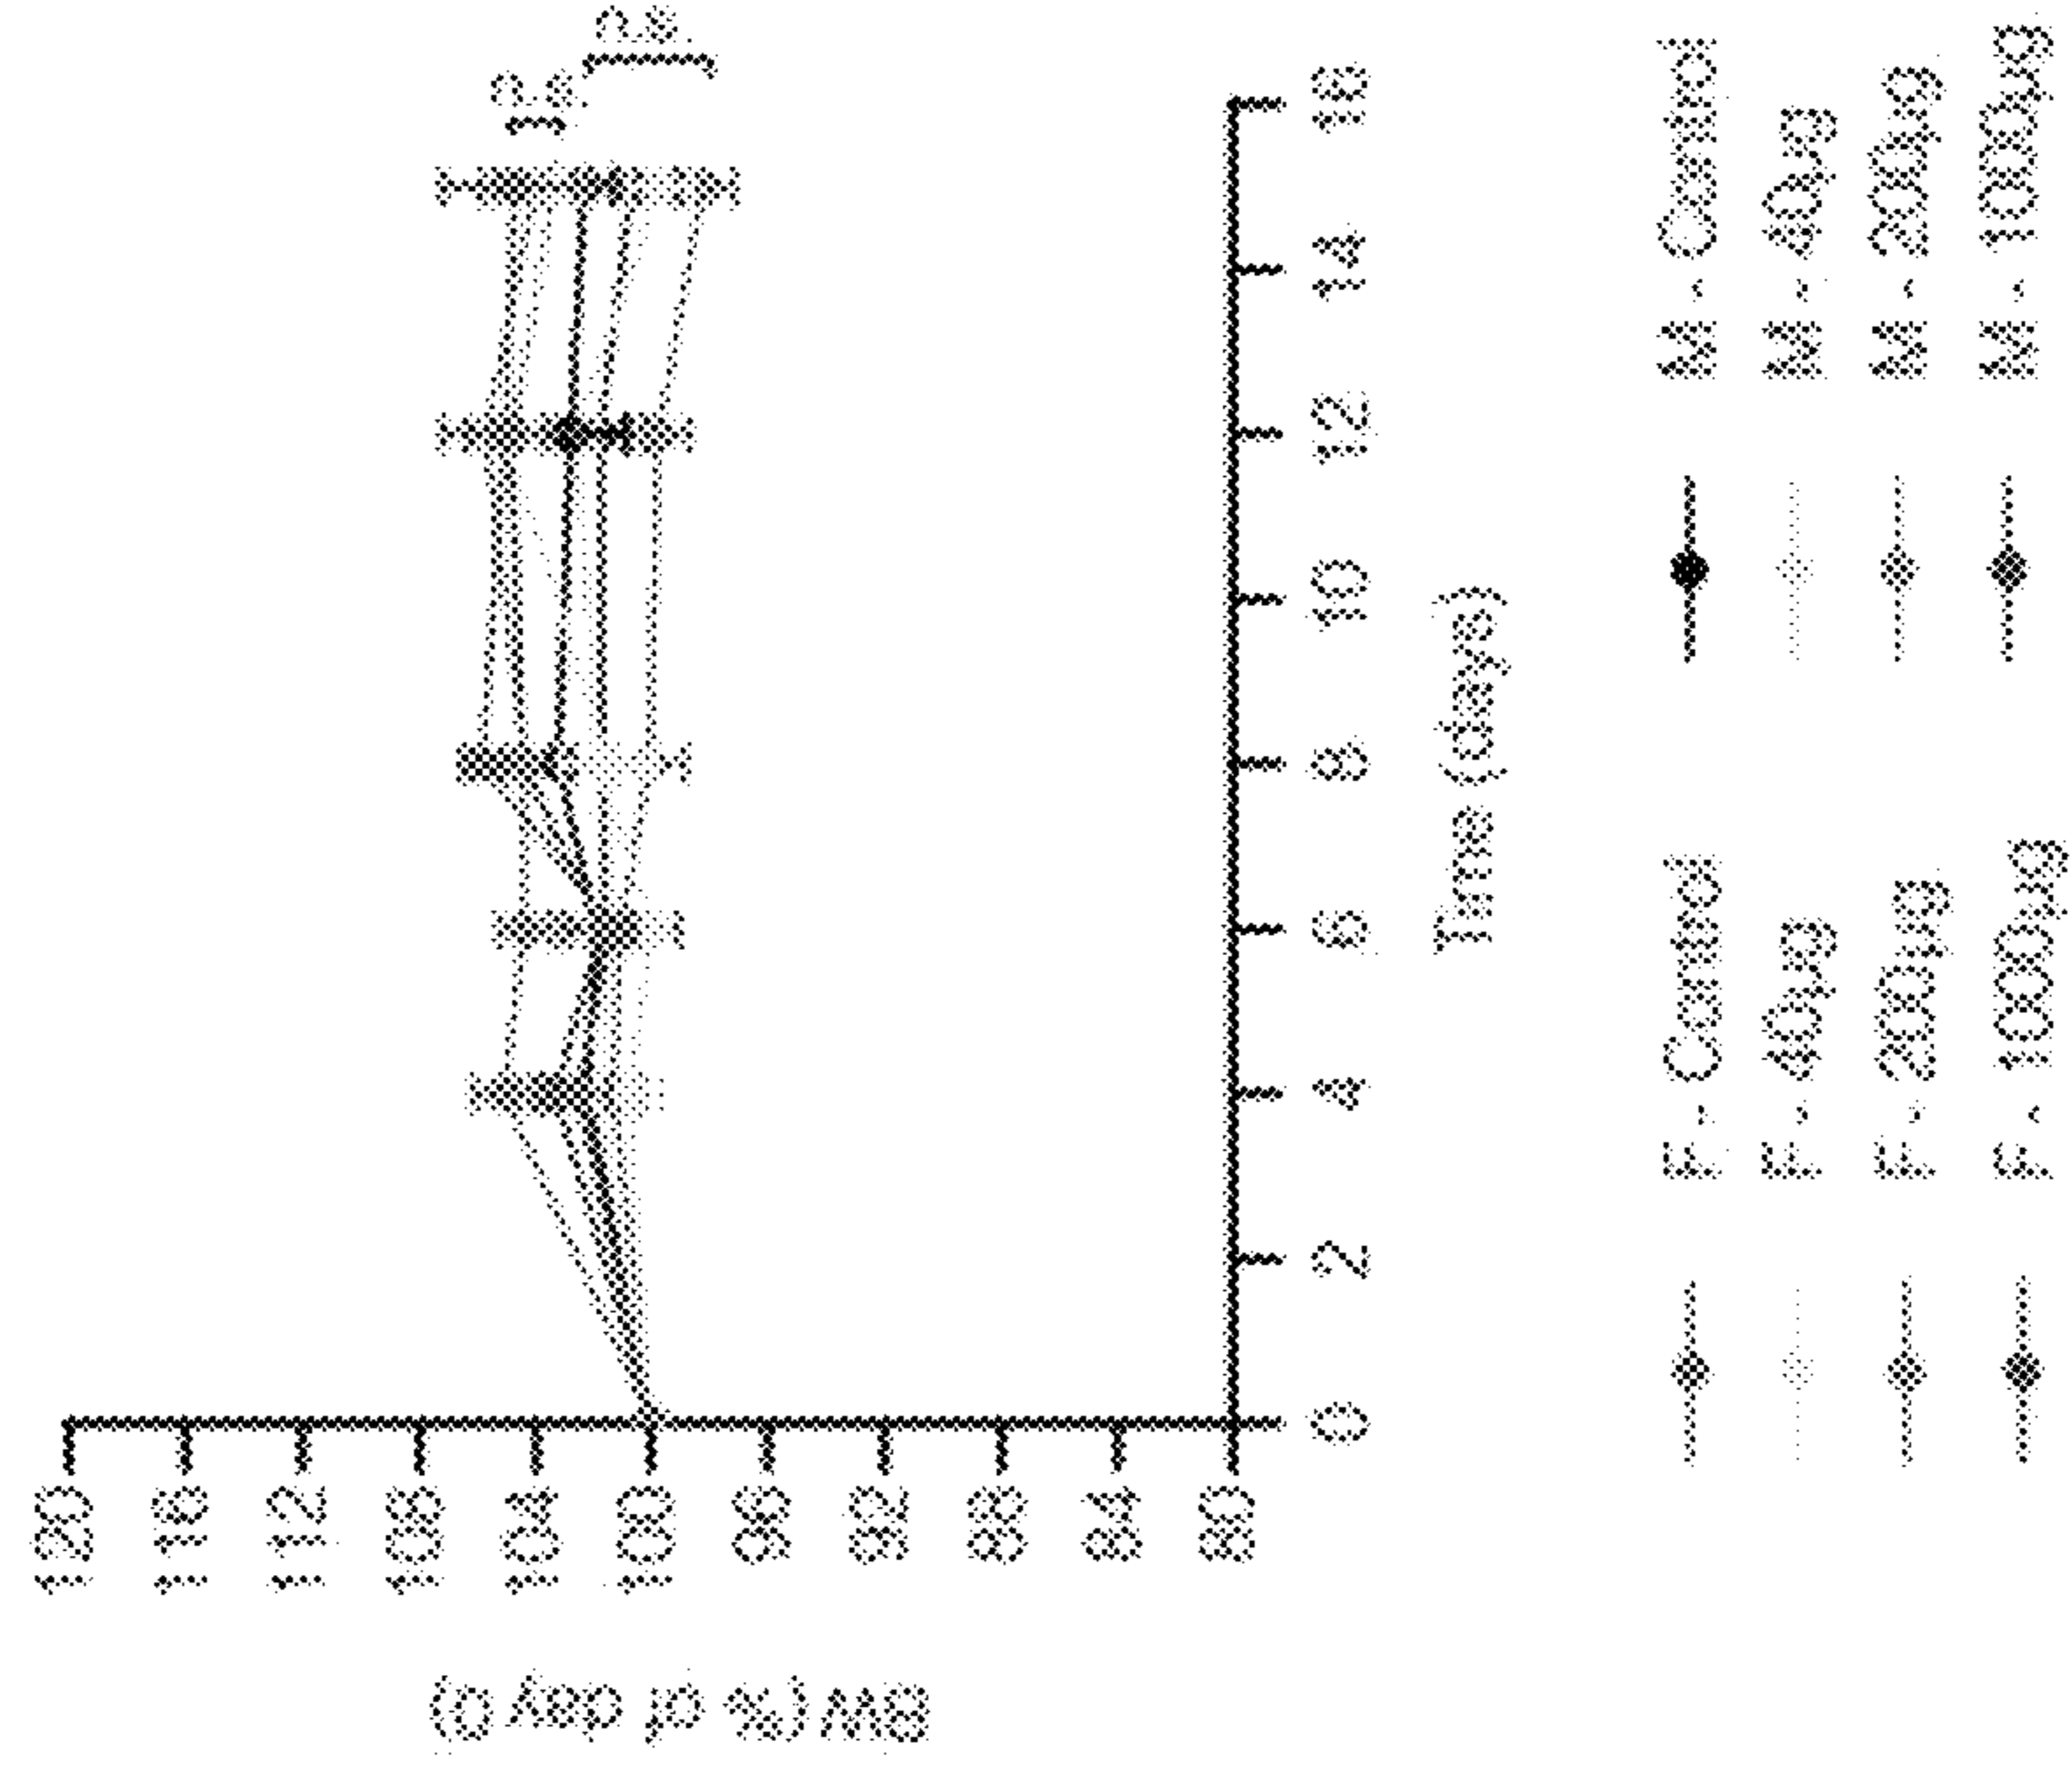 BW (% of day 0)
120
116
112
108
104
100
96
92
88
84
80
n.s.
n.s.
0 2 4 6 8 10 12 14 16
Time (days)
F - Control M - Control
F - 40µg M - 40µg
F - 200µg M - 200µg
F - 1000µg M - 1000µg